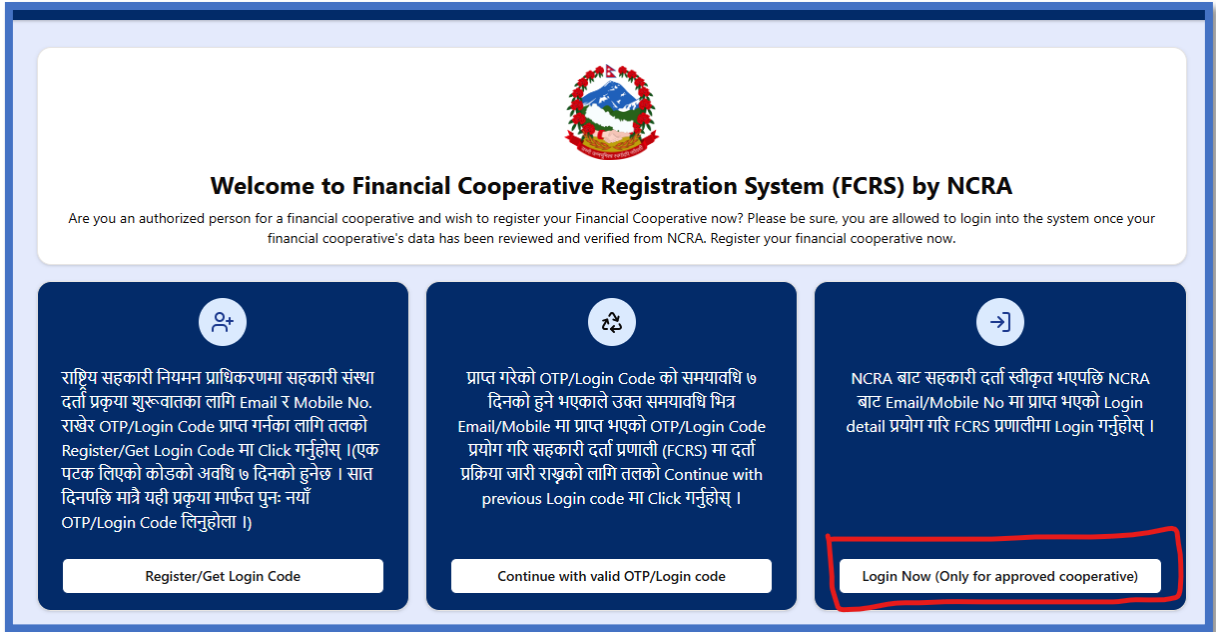 Welcome to Financial Cooperative Registration System (FCRS) by NCRA
Are you an authorized person for a financial cooperative and wish to register your Financial Cooperative now? Please be sure, you are allowed to login into the system once your
financial cooperative's data has been reviewed and verified from NCRA. Register your financial cooperative now.
राष्ट्रिय सहकारी नियमन प्राधिकरणमा सहकारी संस्था
दर्ता प्रकृया शुरूवातका लागि Email र Mobile No.
राखेर OTP/Login Code प्राप्त गर्नका लागि तलको
Register/Get Login Code मा Click गर्नुहोस् ।(एक
पटक लिएको कोडको अवधि ७ दिनको हुनेछ । सात
दिनपछि मात्रै यही प्रकृया मार्फत पुनः नयाँ
OTP/Login Code लिनुहोला ।)
Register/Get Login Code
प्राप्त गरेको OTP/Login Code को समयावधि ७
दिनको हुने भएकाले उक्त समयावधि भित्र
Email/Mobile मा प्राप्त भएको OTP/Login Code
प्रयोग गरि सहकारी दर्ता प्रणाली (FCRS) मा दर्ता
प्रक्रिया जारी राख्नको लागि तलको Continue with
previous Login code मा Click गर्नुहोस् ।
Continue with valid OTP/Login code
NCRA बाट सहकारी दर्ता स्वीकृत भएपछि NCRA
बाट Email/Mobile No मा प्राप्त भएको Login
detail प्रयोग गरि FCRS प्रणालीमा Login गर्नुहोस् ।
Login Now (Only for approved cooperative)